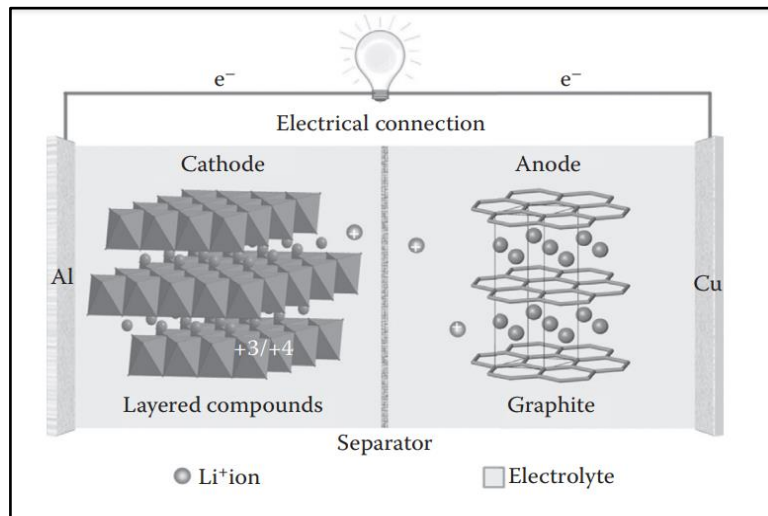 e⁻ e⁻
Electrical connection
Cathode Anode
+ +
Al Cu
+
+3/+4
Layered compounds Graphite
Separator
Li⁺ion Electrolyte